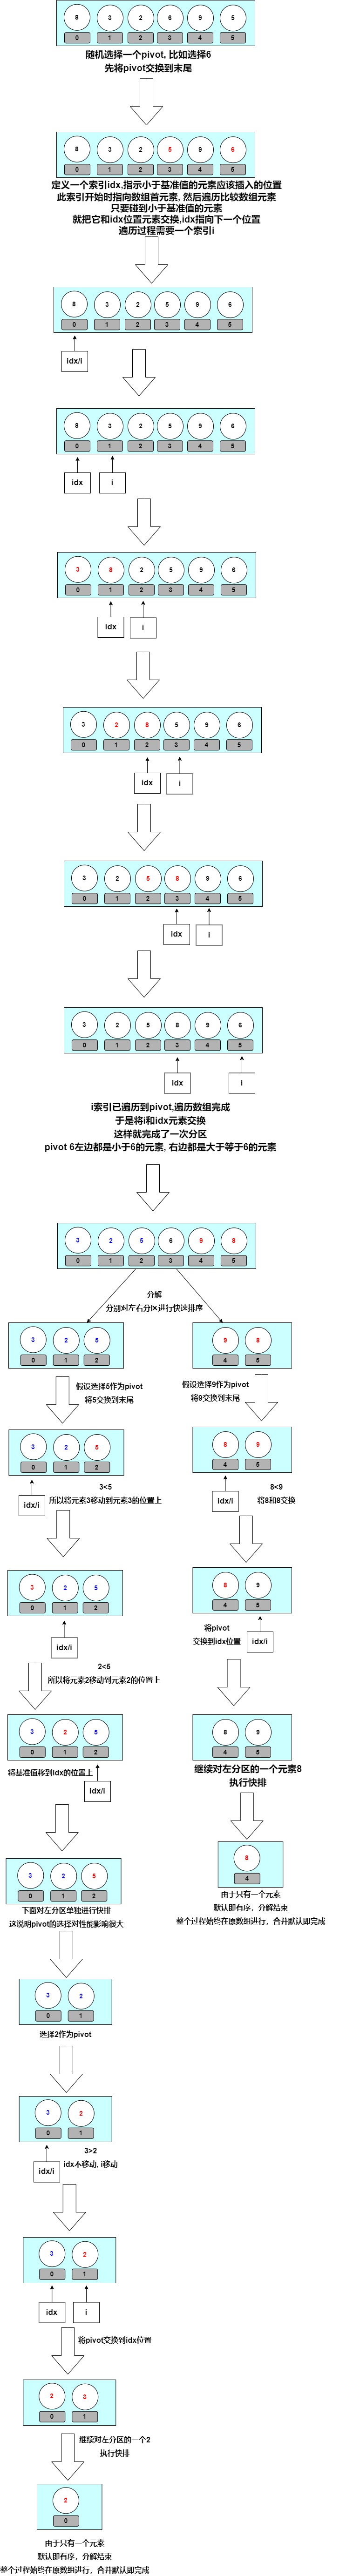 8 3 2 6 9 5
0 1 2 3 4 5
随机选择一个pivot, 比如选择6
先将pivot交换到末尾
8 3 2 5 9 6
0 1 2 3 4 5
定义一个索引idx,指示小于基准值的元素应该插入的位置
此索引开始时指向数组首元素, 然后遍历比较数组元素
只要碰到小于基准值的元素
就把它和idx位置元素交换,idx指向下一个位置
遍历过程需要一个索引i
8 3 2 5 9 6
0 1 2 3 4 5
idx/i
8 3 2 5 9 6
0 1 2 3 4 5
idx i
3 8 2 5 9 6
0 1 2 3 4 5
idx i
3 2 8 5 9 6
0 1 2 3 4 5
idx i
3 2 5 8 9 6
0 1 2 3 4 5
idx i
3 2 5 8 9 6
0 1 2 3 4 5
idx i
i索引已遍历到pivot,遍历数组完成
于是将i和idx元素交换
这样就完成了一次分区
pivot 6左边都是小于6的元素, 右边都是大于等于6的元素
3 2 5 6 9 8
0 1 2 3 4 5
分解
分别对左右分区进行快速排序
3 2 5
0 1 2
9 8
4 5
假设选择5作为pivot
将5交换到末尾
假设选择9作为pivot
将9交换到末尾
3 2 5
0 1 2
8 9
4 5
idx/i
3<5
所以将元素3移动到元素3的位置上
idx/i
8<9
将8和8交换
3 2 5
0 1 2
8 9
4 5
idx/i
2<5
所以将元素2移动到元素2的位置上
将pivot
交换到idx位置
idx/i
3 2 5
0 1 2
8 9
4 5
将基准值移到idx的位置上
idx/i
继续对左分区的一个元素8
执行快排
3 2 5
0 1 2
8
4
下面对左分区单独进行快排
这说明pivot的选择对性能影响很大
由于只有一个元素
默认即有序，分解结束
整个过程始终在原数组进行，合并默认即完成
3 2
0 1
选择2作为pivot
3 2
0 1
idx/i
3>2
idx不移动, i移动
3 2
0 1
idx i
将pivot交换到idx位置
2 3
0 1
继续对左分区的一个2
执行快排
2
0
由于只有一个元素
默认即有序，分解结束
整个过程始终在原数组进行，合并默认即完成